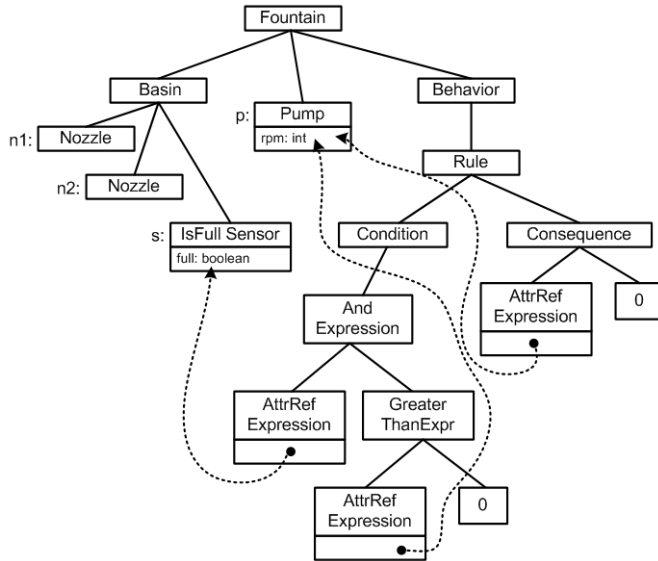 Fountain
Basin
Behavior
p:
Pump
rpm: int
n1:
Nozzle
n2:
Nozzle
Rule
s:
IsFull Sensor
full: boolean
Condition
Consequence
And
Expression
AttrRef
Expression
0
AttrRef
Expression
Greater
ThanExpr
AttrRef
Expression
0